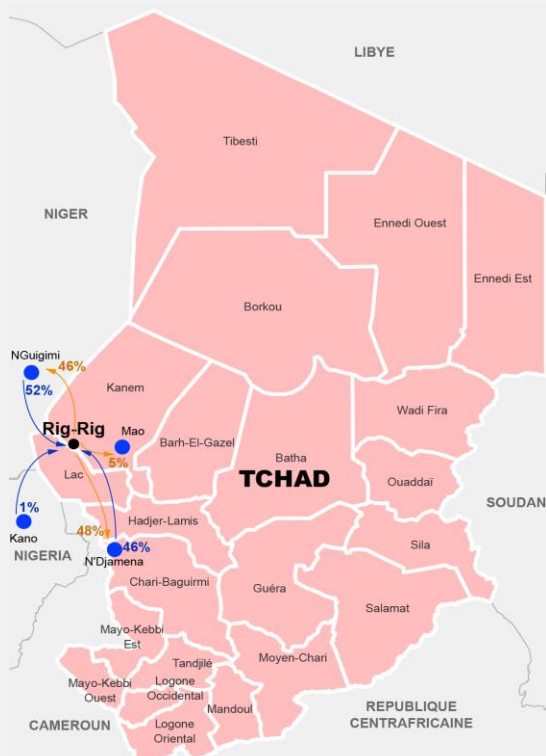 LIBYE
Tibesti
NIGER
Ennedi Ouest
Ennedi Est
Borkou
NGuigimi
46%
52%
Kanem
Wadi Fira
Rig-Rig
Mao
Barh-El-Gazel
Batha
5%
TCHAD
Lac
Ouaddaï
SOUDAN
1%
Kano
Hadjer-Lamis
48%
46%
NIGERIA
N'Djamena
Sila
Chari-Baguirmi
Guéra
Salamat
Mayo-Kebbi
Est
Tandjilé
Moyen-Chari
Mayo-Kebbi
Ouest
Logone
Occidental
Mandoul
CAMEROUN
Logone
Oriental
REPUBLIQUE
CENTRAFRICAINE